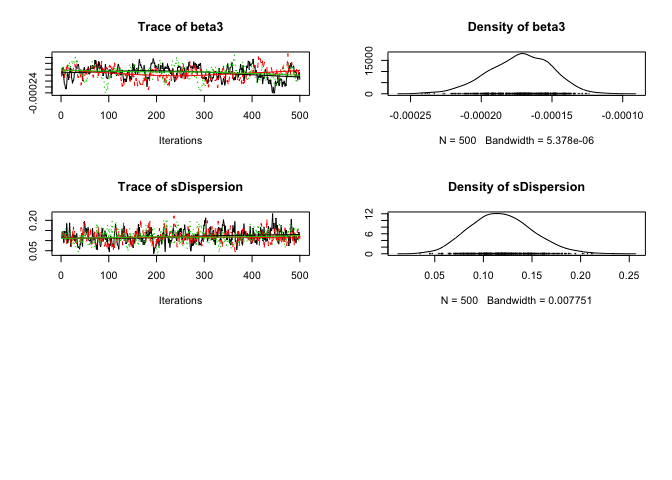 Trace of beta3
-0.00024
0 100 200 300 400 500
Iterations
Density of beta3
0 15000
-0.00025 -0.00020 -0.00015 -0.00010
N = 500 Bandwidth = 5.378e-06
Trace of sDispersion
0.05 0.20
0 100 200 300 400 500
Iterations
Density of sDispersion
0 6 12
0.05 0.10 0.15 0.20 0.25
N = 500 Bandwidth = 0.007751